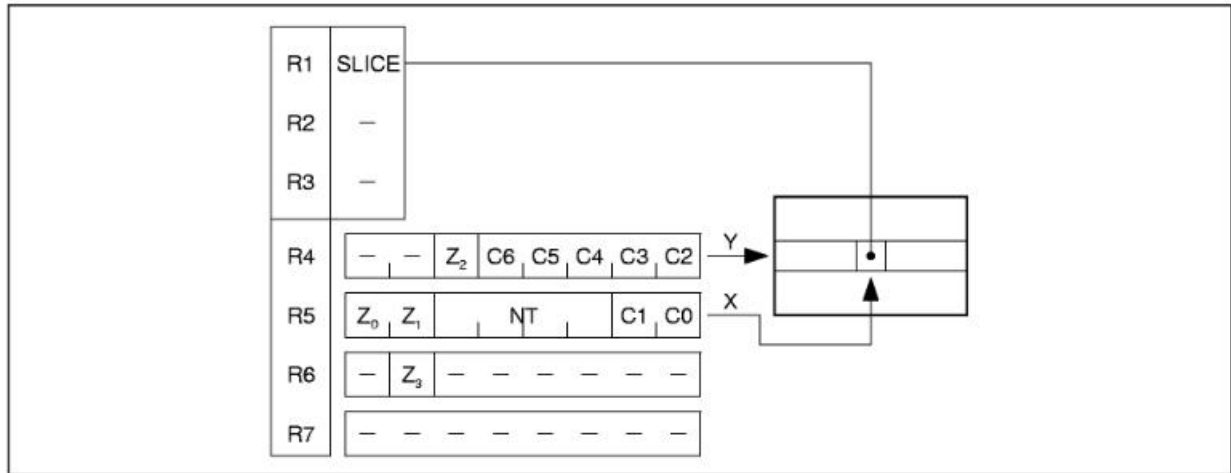 R1 SLICE
R2 –
R3 –
R4 – – Z₂ C6 C5 C4 C3 C2 Y
R5 Z₀ Z₁ NT C1 C0 X
R6 – Z₃ – – – – – –
R7 – – – – – – – –